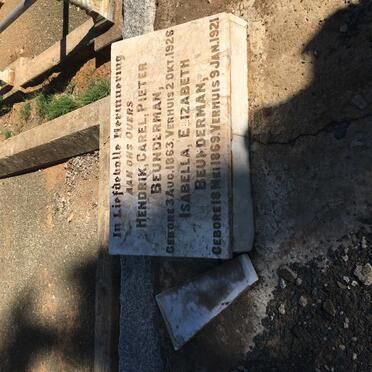 In Liefdevolle Herinnering
AAN ONS OUERS
HENDRIK, CAREL, PIETER
BEUNDERMAN,
GEBORE 3 AUG. 1863, VERHUIS 2 OKT. 1926
ISABELLA, ELIZABETH
BEUNDERMAN,
GEBORE 18 MEI 1869, VERHUIS 9 JAN. 1921